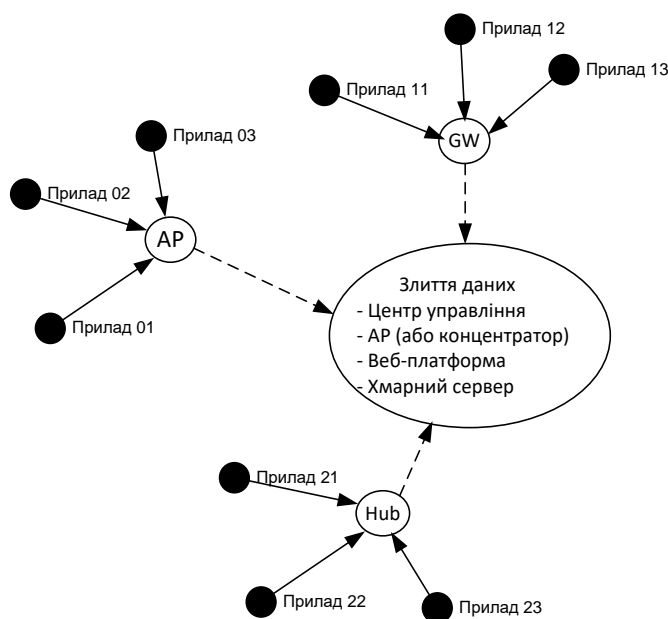 Прилад 12
Прилад 13
Прилад 11
GW
Прилад 03
Прилад 02
AP
Прилад 01
Злиття даних
- Центр управління
- АР (або концентратор)
- Веб-платформа
- Хмарний сервер
Прилад 21
Hub
Прилад 22
Прилад 23